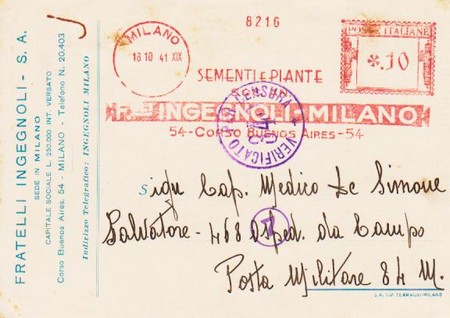 FRATELLI INGEGNOLI - S. A.
SEDE IN MILANO
CAPITALE SOCIALE L. 250.000 INT. VERSATO
Corso Buenos Aires, 54 - MILANO - Telefono N. 20.403
Indirizzo Telegrafico: INGEGNOLI MILANO
8216
MILANO
18 10 41 XIX
POSTE ITALIANE
*.10
SEMENTI E PIANTE
F.LLI INGEGNOLI-MILANO
54-CORSO BUENOS AIRES-54
VERIFICATO CENSURA
Sigr Cap. Medico De Simone
Salvatore - 468 Osped. da Campo
Posta Militare 84 M.